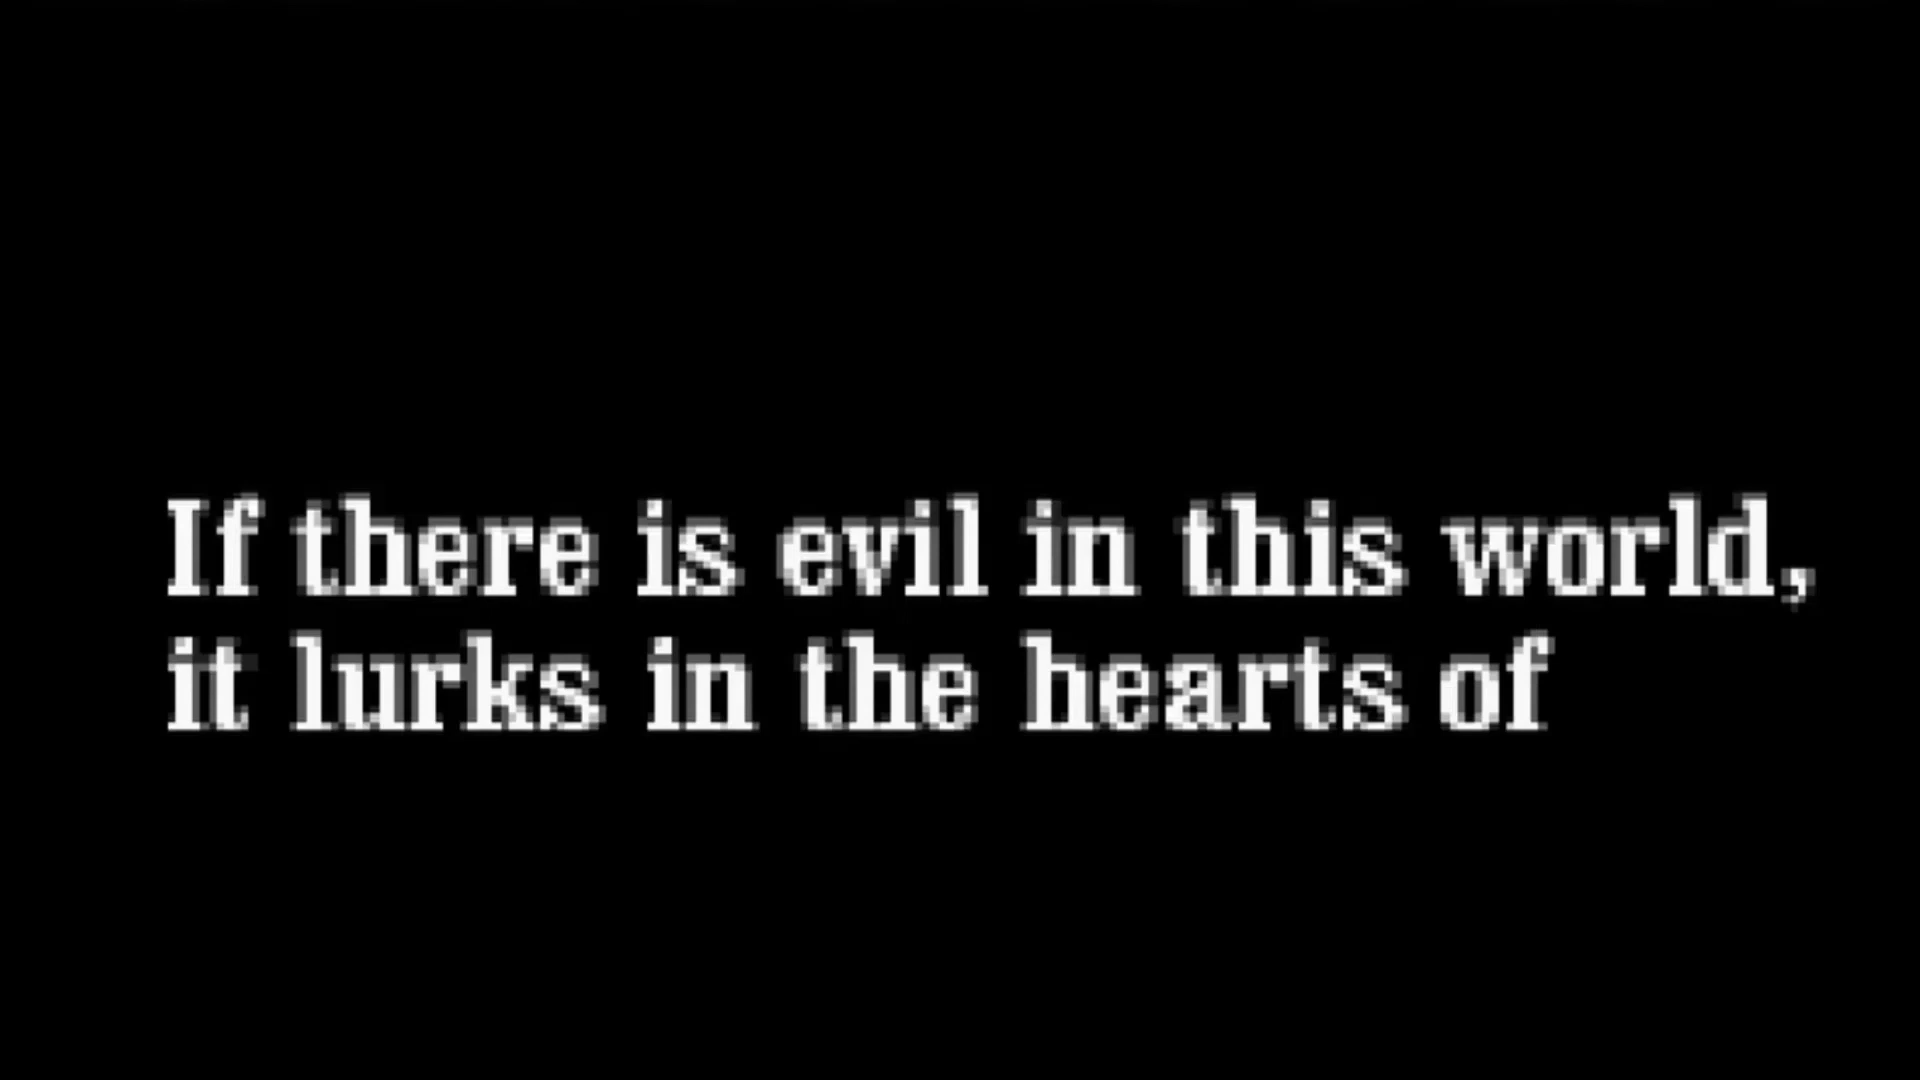 If there is evil in this world,
it lurks in the hearts of